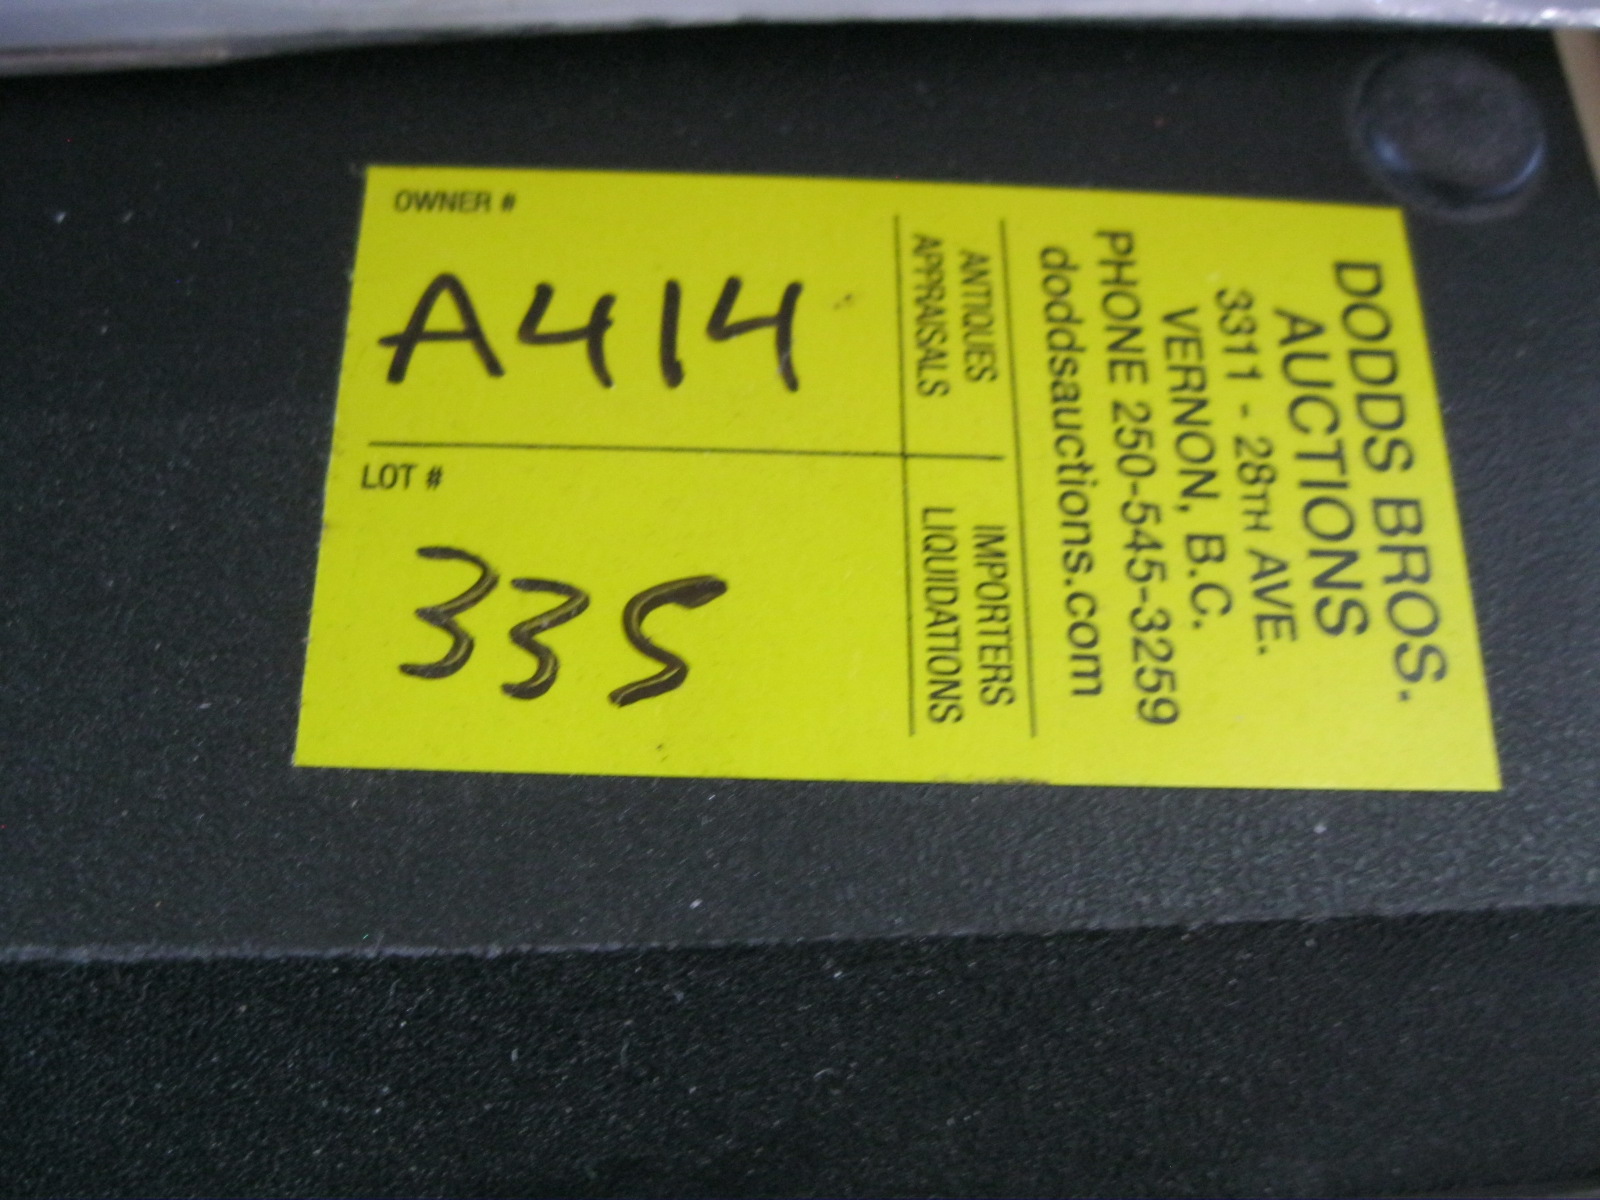 OWNER #
A414
LOT #
335
ANTIQUES
APPRAISALS
IMPORTERS
LIQUIDATIONS
DODDS BROS.
AUCTIONS
3311 - 28TH AVE.
VERNON, B.C.
PHONE 250-545-3259
doddsauctions.com